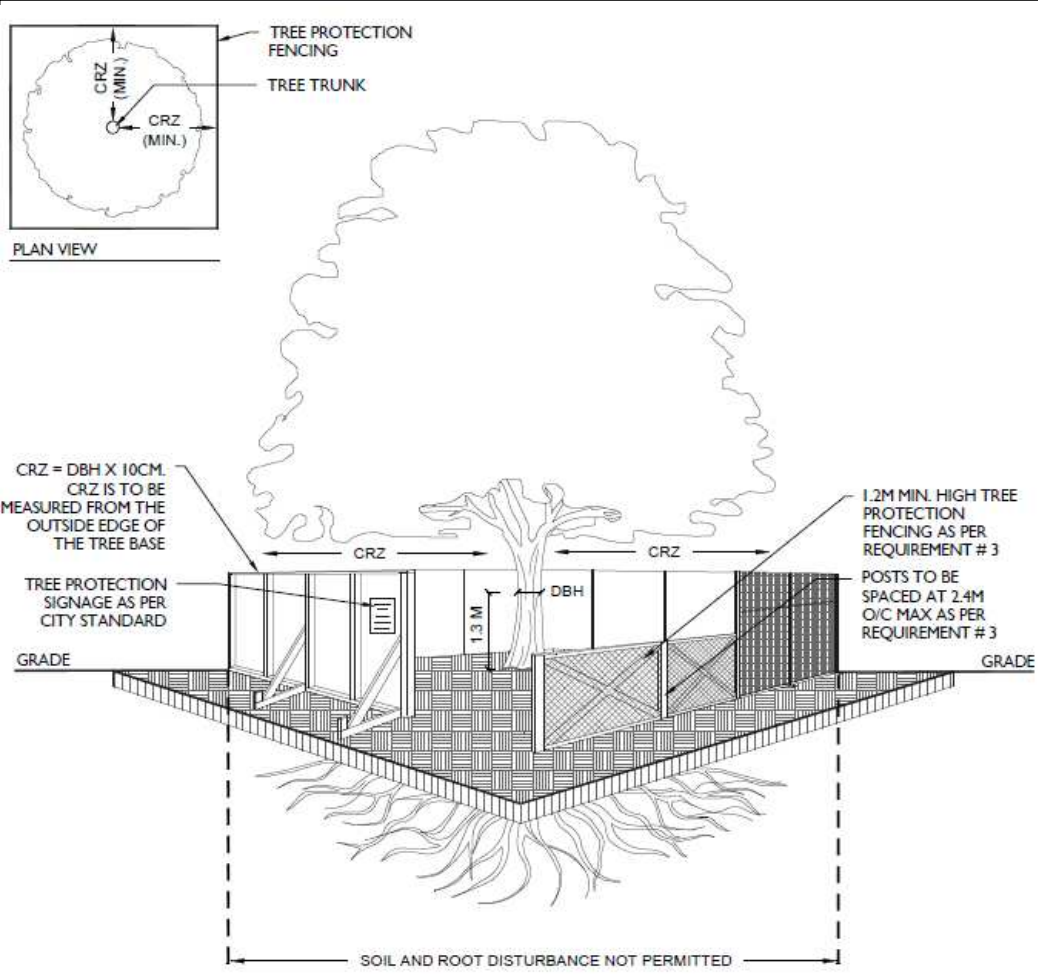 TREE PROTECTION
FENCING
TREE TRUNK
CRZ
(MIN.)
CRZ
(MIN.)
PLAN VIEW
CRZ = DBH X 10CM.
CRZ IS TO BE
MEASURED FROM THE
OUTSIDE EDGE OF
THE TREE BASE
TREE PROTECTION
SIGNAGE AS PER
CITY STANDARD
GRADE
CRZ
CRZ
DBH
1.3 M
1.2M MIN. HIGH TREE
PROTECTION
FENCING AS PER
REQUIREMENT # 3
POSTS TO BE
SPACED AT 2.4M
O/C MAX AS PER
REQUIREMENT # 3
GRADE
SOIL AND ROOT DISTURBANCE NOT PERMITTED